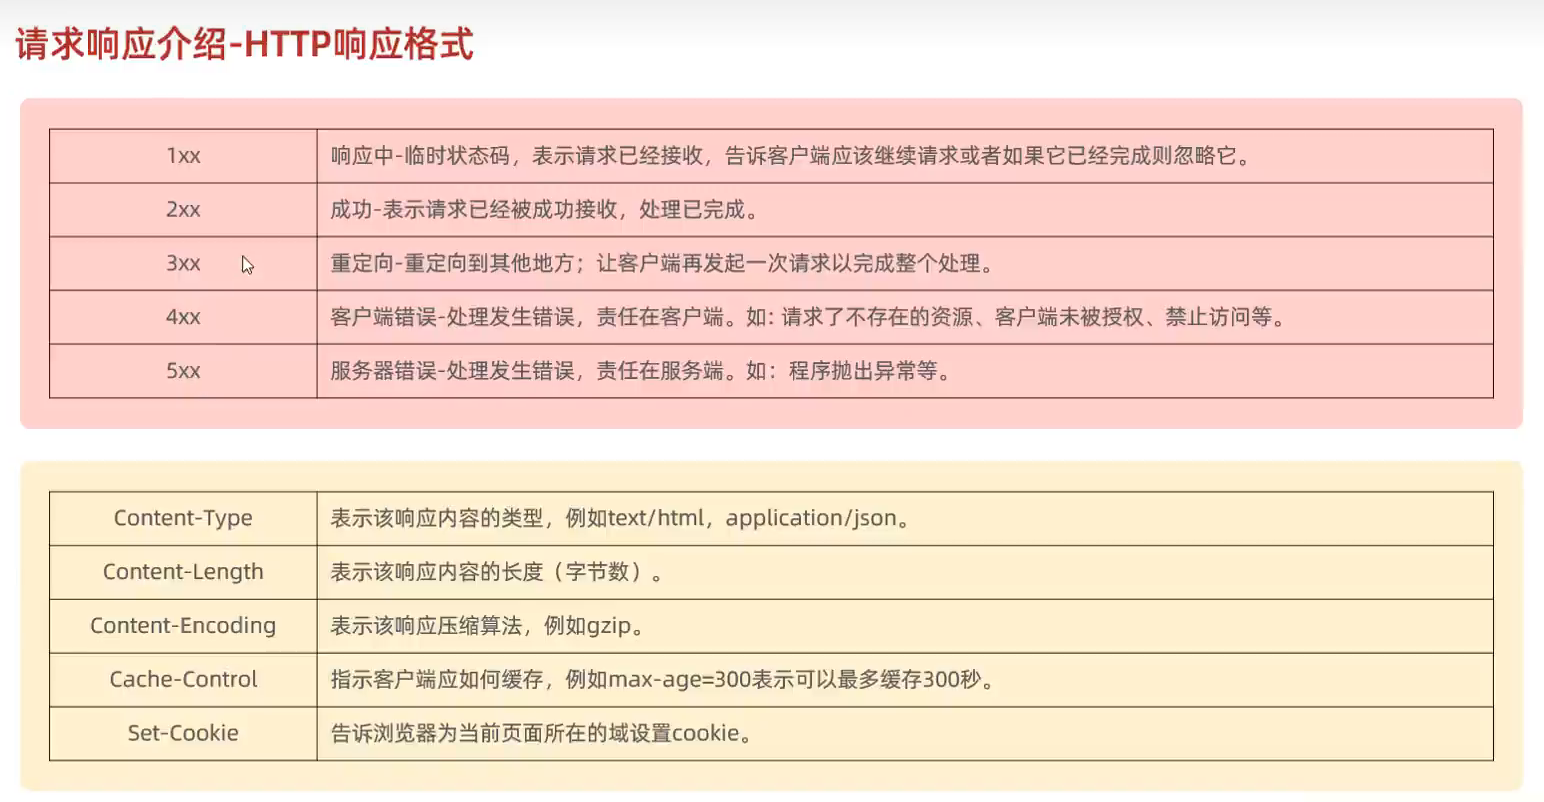 请求响应介绍-HTTP响应格式
1xx 响应中-临时状态码，表示请求已经接收，告诉客户端应该继续请求或者如果它已经完成则忽略它。
2xx 成功-表示请求已经被成功接收，处理已完成。
3xx 重定向-重定向到其他地方；让客户端再发起一次请求以完成整个处理。
4xx 客户端错误-处理发生错误，责任在客户端。如: 请求了不存在的资源、客户端未被授权、禁止访问等。
5xx 服务器错误-处理发生错误，责任在服务端。如：程序抛出异常等。
Content-Type 表示该响应内容的类型，例如text/html，application/json。
Content-Length 表示该响应内容的长度（字节数）。
Content-Encoding 表示该响应压缩算法，例如gzip。
Cache-Control 指示客户端应如何缓存，例如max-age=300表示可以最多缓存300秒。
Set-Cookie 告诉浏览器为当前页面所在的域设置cookie。